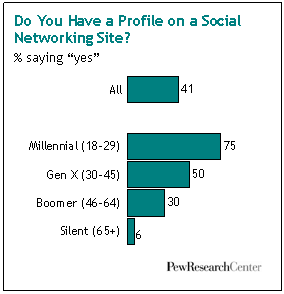 Do You Have a Profile on a Social
Networking Site?
% saying “yes”
All 41
Millennial (18-29) 75
Gen X (30-45) 50
Boomer (46-64) 30
Silent (65+) 6
PewResearchCenter